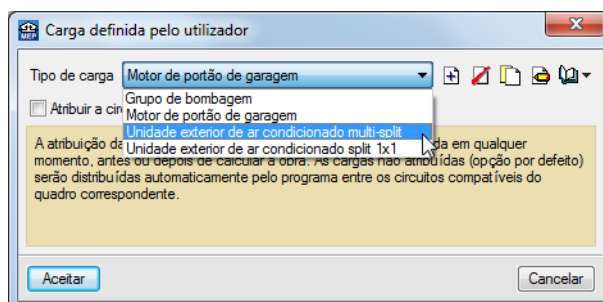 MEP
Carga definida pelo utilizador
Tipo de carga Motor de portão de garagem
Grupo de bombagem
Atribuir a cir
Motor de portão de garagem
Unidade exterior de ar condicionado multi-split
Unidade exterior de ar condicionado split 1x1
A atribuição da da em qualquer
momento, antes ou depois de calcular a obra. As cargas não atribuídas (opção por defeito)
serão distribuídas automaticamente pelo programa entre os circuitos compatíveis do
quadro correspondente.
Aceitar Cancelar